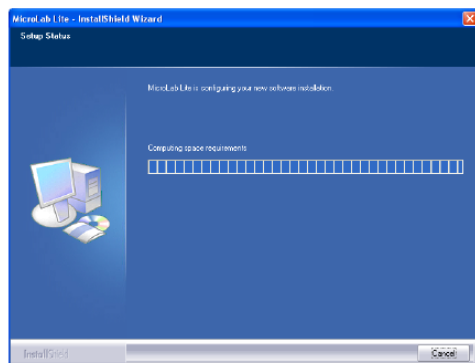 MicroLab Lite - InstallShield Wizard
Setup Status
MicroLab Lite is configuring your new software installation.
Computing space requirements
InstallShield
Cancel